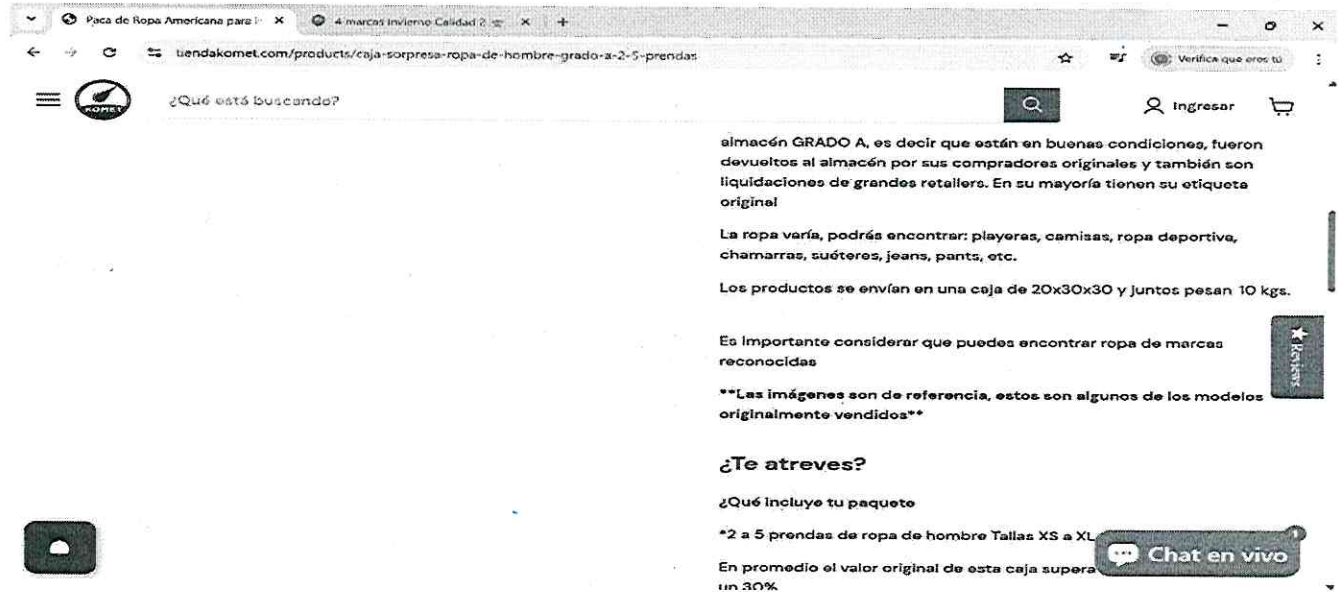 Paca de Ropa Americana para
4 marcas Invierno Calidad 2
tiendakomet.com/products/caja-sorpresa-ropa-de-hombre-grado-a-2-5-prendas
Verifica que eres tú
KOMET
¿Qué está buscando?
Ingresar
almacén GRADO A, es decir que están en buenas condiciones, fueron
devueltos al almacén por sus compradores originales y también son
liquidaciones de grandes retailers. En su mayoría tienen su etiqueta
original
La ropa varía, podrás encontrar: playeras, camisas, ropa deportiva,
chamarras, suéteres, jeans, pants, etc.
Los productos se envían en una caja de 20x30x30 y juntos pesan 10 kgs.
Es importante considerar que puedes encontrar ropa de marcas
reconocidas
★ Reviews
**Las imágenes son de referencia, estos son algunos de los modelos
originalmente vendidos**
¿Te atreves?
¿Qué incluye tu paquete
*2 a 5 prendas de ropa de hombre Tallas XS a XL
1
Chat en vivo
En promedio el valor original de esta caja supera
un 30%